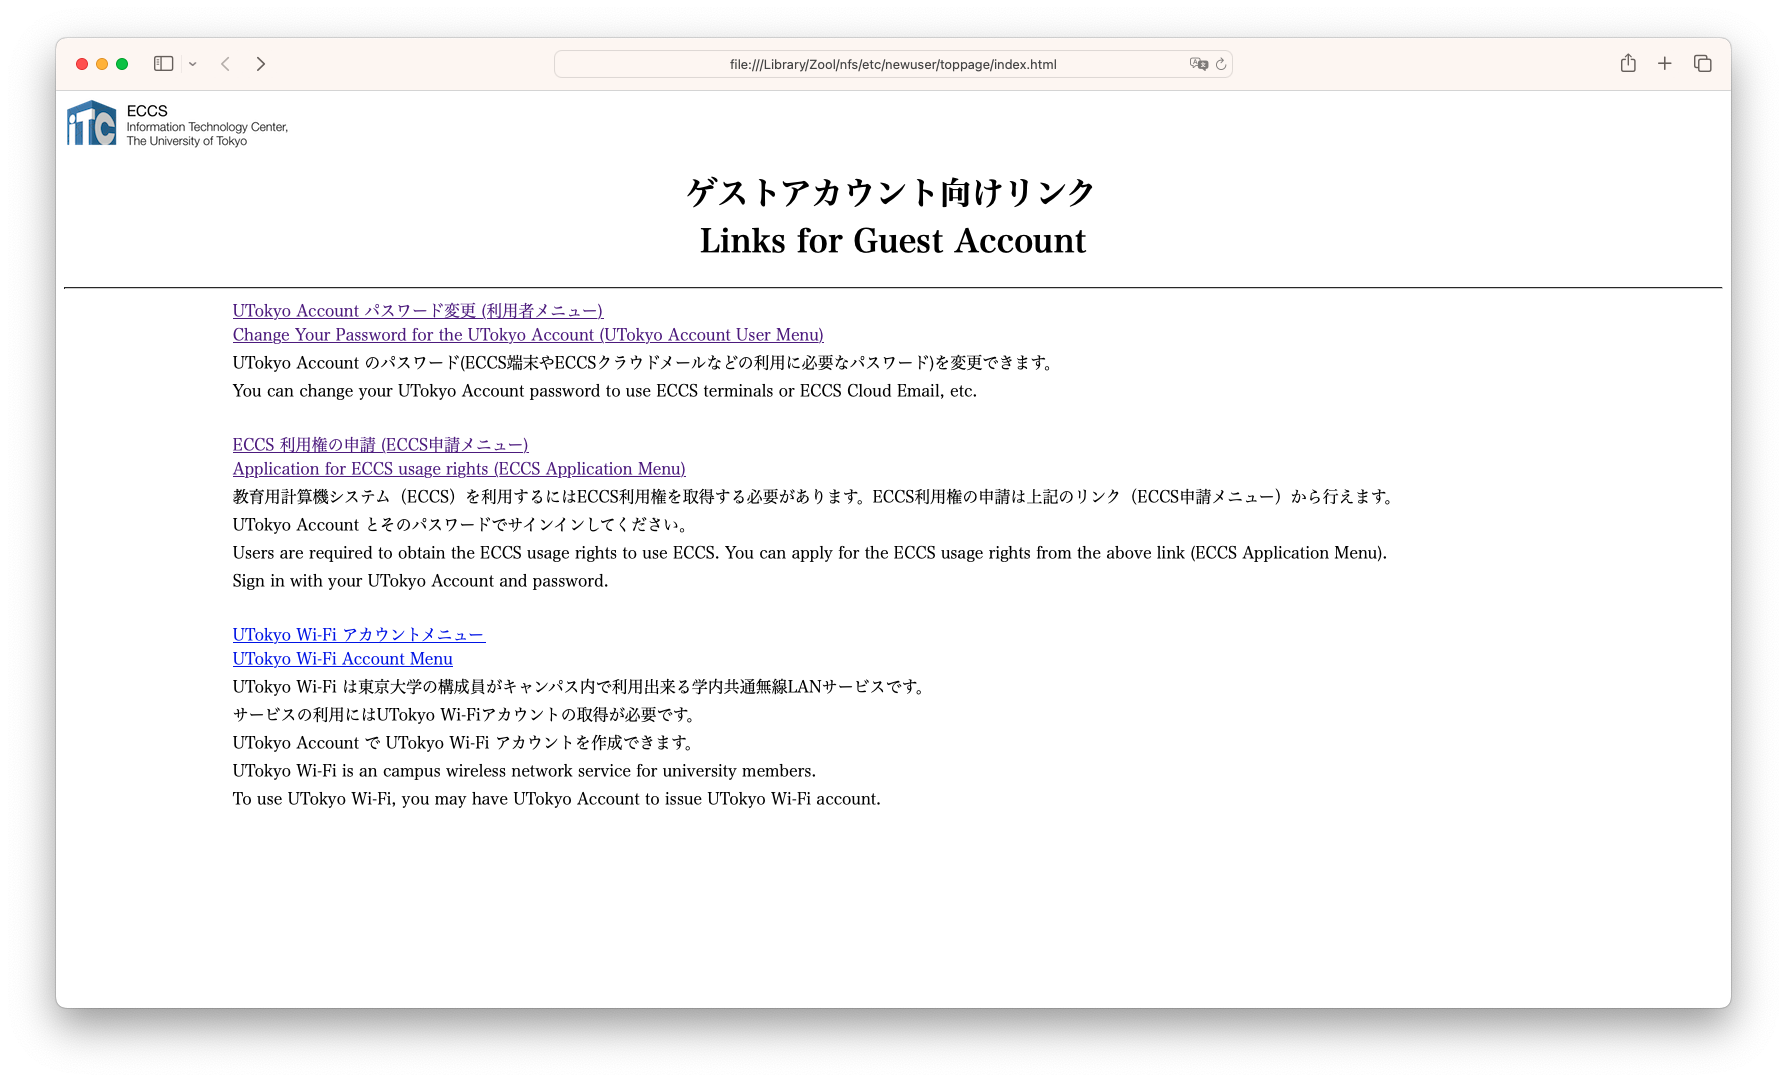 file:///Library/Zool/nfs/etc/newuser/toppage/index.html
iTC
ECCS
Information Technology Center,
The University of Tokyo
ゲストアカウント向けリンク
Links for Guest Account
UTokyo Account パスワード変更 (利用者メニュー)
Change Your Password for the UTokyo Account (UTokyo Account User Menu)
UTokyo Account のパスワード(ECCS端末やECCSクラウドメールなどの利用に必要なパスワード)を変更できます。
You can change your UTokyo Account password to use ECCS terminals or ECCS Cloud Email, etc.
ECCS 利用権の申請 (ECCS申請メニュー)
Application for ECCS usage rights (ECCS Application Menu)
教育用計算機システム（ECCS）を利用するにはECCS利用権を取得する必要があります。ECCS利用権の申請は上記のリンク（ECCS申請メニュー）から行えます。
UTokyo Account とそのパスワードでサインインしてください。
Users are required to obtain the ECCS usage rights to use ECCS. You can apply for the ECCS usage rights from the above link (ECCS Application Menu).
Sign in with your UTokyo Account and password.
UTokyo Wi-Fi アカウントメニュー
UTokyo Wi-Fi Account Menu
UTokyo Wi-Fi は東京大学の構成員がキャンパス内で利用出来る学内共通無線LANサービスです。
サービスの利用にはUTokyo Wi-Fiアカウントの取得が必要です。
UTokyo Account で UTokyo Wi-Fi アカウントを作成できます。
UTokyo Wi-Fi is an campus wireless network service for university members.
To use UTokyo Wi-Fi, you may have UTokyo Account to issue UTokyo Wi-Fi account.